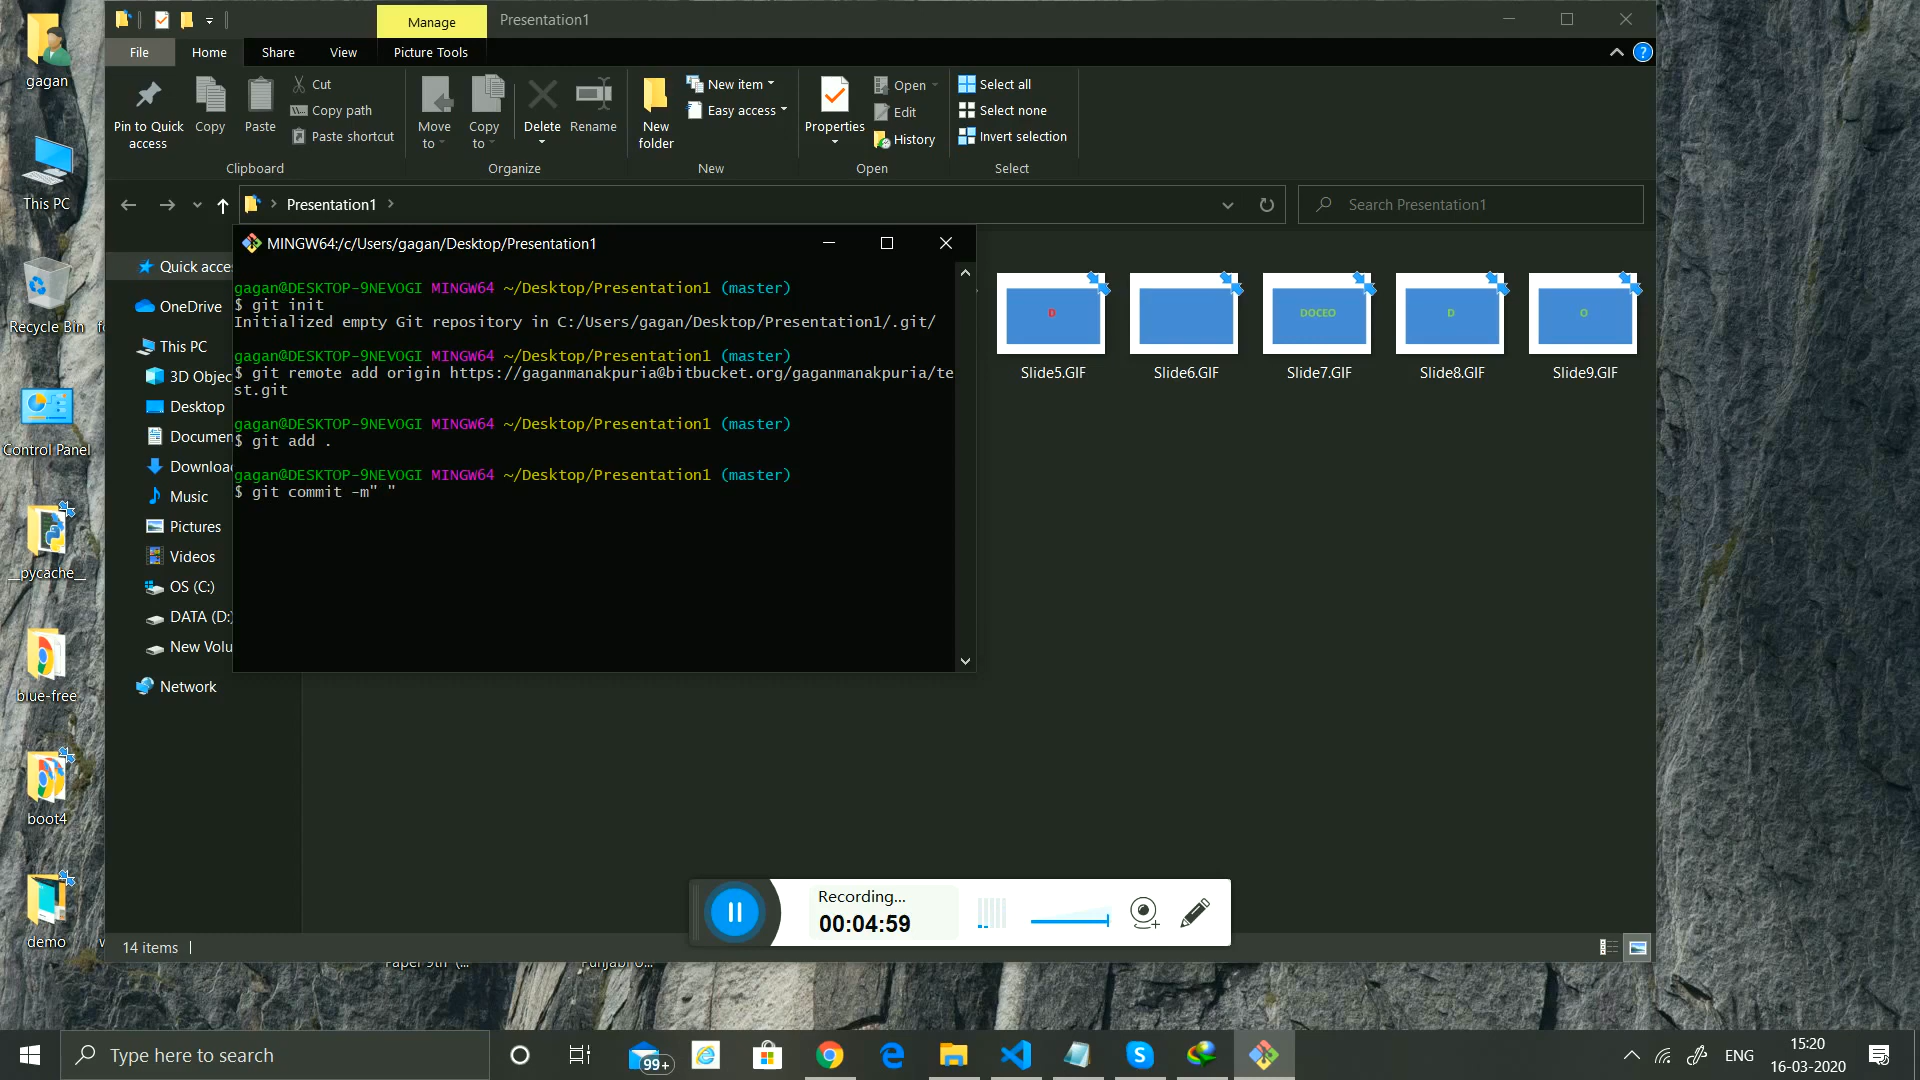 gagan
This PC
Recycle Bin
Control Panel
__pycache__
blue-free
boot4
demo
Manage
Presentation1
File
Home
Share
View
Picture Tools
Pin to Quick access
Copy
Paste
Cut
Copy path
Paste shortcut
Clipboard
Move to
Copy to
Delete
Rename
Organize
New folder
New item
Easy access
New
Properties
Open
Edit
History
Open
Select all
Select none
Invert selection
Select
Presentation1
Search Presentation1
Quick acce
OneDrive
This PC
3D Objec
Desktop
Documen
Downloa
Music
Pictures
Videos
OS (C:)
DATA (D:)
New Volu
Network
MINGW64:/c/Users/gagan/Desktop/Presentation1
gagan@DESKTOP-9NEVOGI MINGW64 ~/Desktop/Presentation1 (master)
$ git init
Initialized empty Git repository in C:/Users/gagan/Desktop/Presentation1/.git/
gagan@DESKTOP-9NEVOGI MINGW64 ~/Desktop/Presentation1 (master)
$ git remote add origin https://gaganmanakpuria@bitbucket.org/gaganmanakpuria/te
st.git
gagan@DESKTOP-9NEVOGI MINGW64 ~/Desktop/Presentation1 (master)
$ git add .
gagan@DESKTOP-9NEVOGI MINGW64 ~/Desktop/Presentation1 (master)
$ git commit -m" "
D
DOCEO
D
O
Slide5.GIF
Slide6.GIF
Slide7.GIF
Slide8.GIF
Slide9.GIF
Recording...
00:04:59
14 items
Type here to search
99+
ENG
15:20
16-03-2020